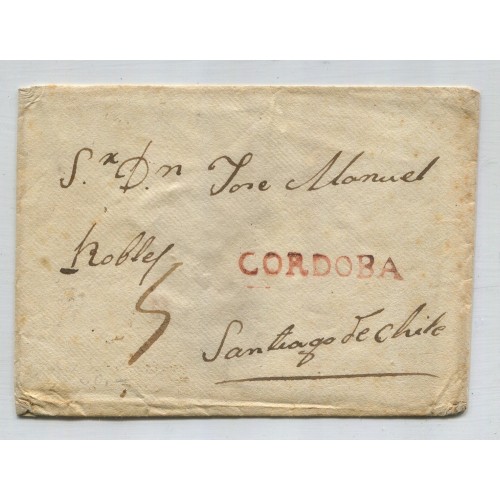 S.r D.n Jose Manuel
Robles
CORDOBA
5
Santiago de Chile